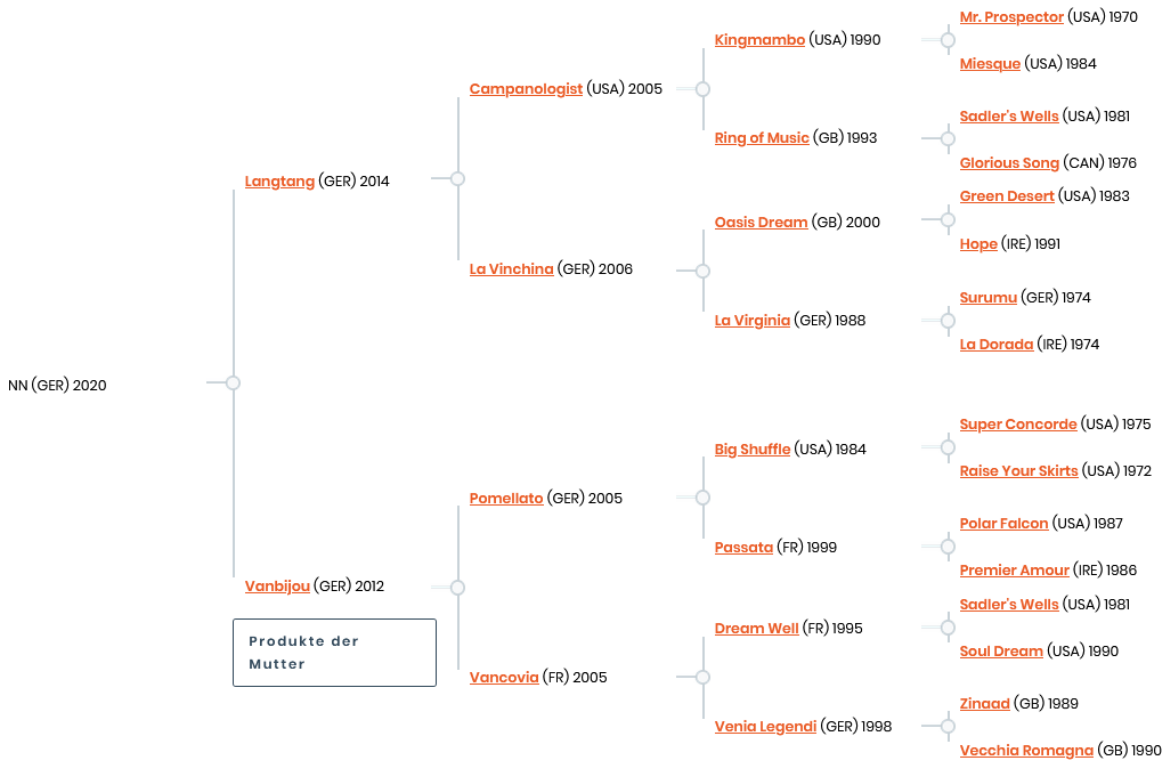 Mr. Prospector (USA) 1970
Kingmambo (USA) 1990
Miesque (USA) 1984
Campanologist (USA) 2005
Sadler's Wells (USA) 1981
Ring of Music (GB) 1993
Glorious Song (CAN) 1976
Langtang (GER) 2014
Green Desert (USA) 1983
Oasis Dream (GB) 2000
Hope (IRE) 1991
La Vinchina (GER) 2006
Surumu (GER) 1974
La Virginia (GER) 1988
La Dorada (IRE) 1974
NN (GER) 2020
Super Concorde (USA) 1975
Big Shuffle (USA) 1984
Raise Your Skirts (USA) 1972
Pomellato (GER) 2005
Polar Falcon (USA) 1987
Passata (FR) 1999
Premier Amour (IRE) 1986
Vanbijou (GER) 2012
Produkte der
Mutter
Sadler's Wells (USA) 1981
Dream Well (FR) 1995
Soul Dream (USA) 1990
Vancovia (FR) 2005
Zinaad (GB) 1989
Venia Legendi (GER) 1998
Vecchia Romagna (GB) 1990